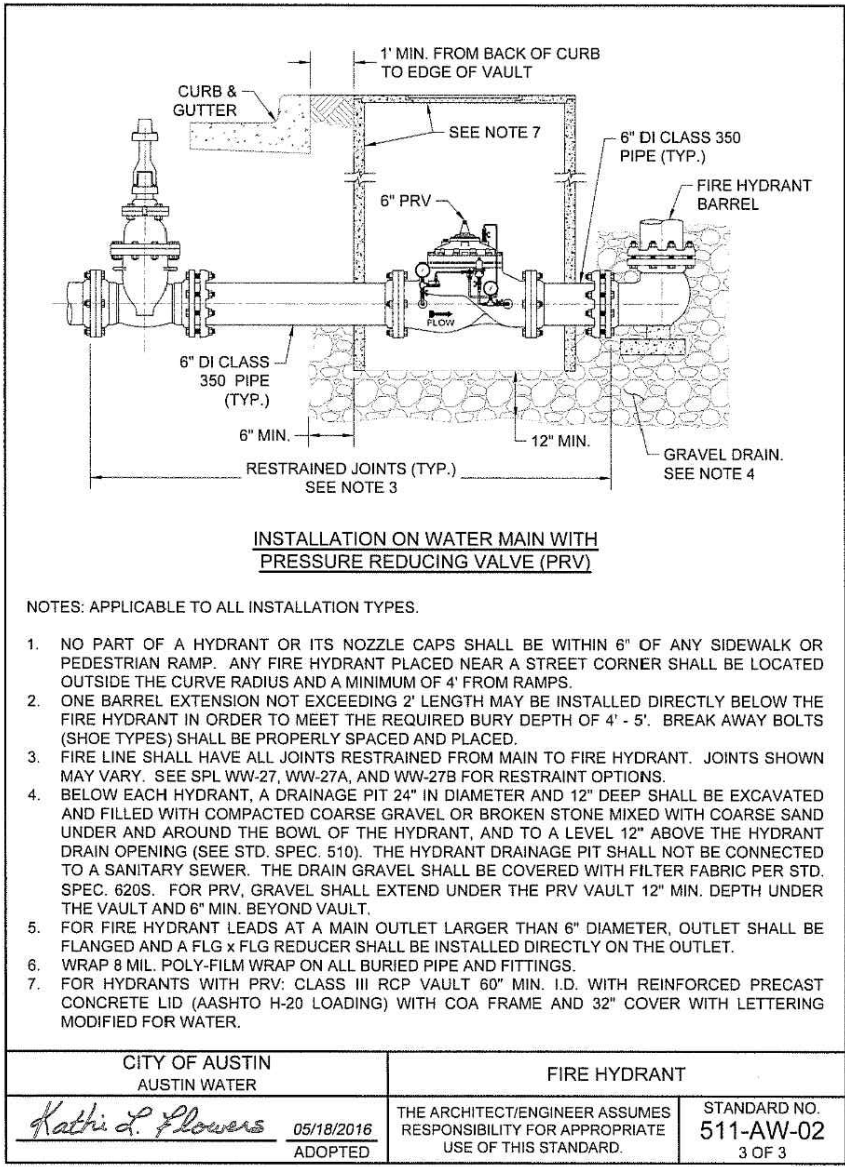 1' MIN. FROM BACK OF CURB
TO EDGE OF VAULT
CURB &
GUTTER
SEE NOTE 7
6" DI CLASS 350
PIPE (TYP.)
6" PRV
FIRE HYDRANT
BARREL
FLOW
6" DI CLASS
350 PIPE
(TYP.)
6" MIN.
12" MIN.
GRAVEL DRAIN.
SEE NOTE 4
RESTRAINED JOINTS (TYP.)
SEE NOTE 3
INSTALLATION ON WATER MAIN WITH
PRESSURE REDUCING VALVE (PRV)
NOTES: APPLICABLE TO ALL INSTALLATION TYPES.
1. NO PART OF A HYDRANT OR ITS NOZZLE CAPS SHALL BE WITHIN 6" OF ANY SIDEWALK OR
PEDESTRIAN RAMP. ANY FIRE HYDRANT PLACED NEAR A STREET CORNER SHALL BE LOCATED
OUTSIDE THE CURVE RADIUS AND A MINIMUM OF 4' FROM RAMPS.
2. ONE BARREL EXTENSION NOT EXCEEDING 2' LENGTH MAY BE INSTALLED DIRECTLY BELOW THE
FIRE HYDRANT IN ORDER TO MEET THE REQUIRED BURY DEPTH OF 4' - 5'. BREAK AWAY BOLTS
(SHOE TYPES) SHALL BE PROPERLY SPACED AND PLACED.
3. FIRE LINE SHALL HAVE ALL JOINTS RESTRAINED FROM MAIN TO FIRE HYDRANT. JOINTS SHOWN
MAY VARY. SEE SPL WW-27, WW-27A, AND WW-27B FOR RESTRAINT OPTIONS.
4. BELOW EACH HYDRANT, A DRAINAGE PIT 24" IN DIAMETER AND 12" DEEP SHALL BE EXCAVATED
AND FILLED WITH COMPACTED COARSE GRAVEL OR BROKEN STONE MIXED WITH COARSE SAND
UNDER AND AROUND THE BOWL OF THE HYDRANT, AND TO A LEVEL 12" ABOVE THE HYDRANT
DRAIN OPENING (SEE STD. SPEC. 510). THE HYDRANT DRAINAGE PIT SHALL NOT BE CONNECTED
TO A SANITARY SEWER. THE DRAIN GRAVEL SHALL BE COVERED WITH FILTER FABRIC PER STD.
SPEC. 620S. FOR PRV, GRAVEL SHALL EXTEND UNDER THE PRV VAULT 12" MIN. DEPTH UNDER
THE VAULT AND 6" MIN. BEYOND VAULT.
5. FOR FIRE HYDRANT LEADS AT A MAIN OUTLET LARGER THAN 6" DIAMETER, OUTLET SHALL BE
FLANGED AND A FLG x FLG REDUCER SHALL BE INSTALLED DIRECTLY ON THE OUTLET.
6. WRAP 8 MIL. POLY-FILM WRAP ON ALL BURIED PIPE AND FITTINGS.
7. FOR HYDRANTS WITH PRV: CLASS III RCP VAULT 60" MIN. I.D. WITH REINFORCED PRECAST
CONCRETE LID (AASHTO H-20 LOADING) WITH COA FRAME AND 32" COVER WITH LETTERING
MODIFIED FOR WATER.
CITY OF AUSTIN
AUSTIN WATER
FIRE HYDRANT
Kathi L. Flowers 05/18/2016
ADOPTED
THE ARCHITECT/ENGINEER ASSUMES
RESPONSIBILITY FOR APPROPRIATE
USE OF THIS STANDARD.
STANDARD NO.
511-AW-02
3 OF 3